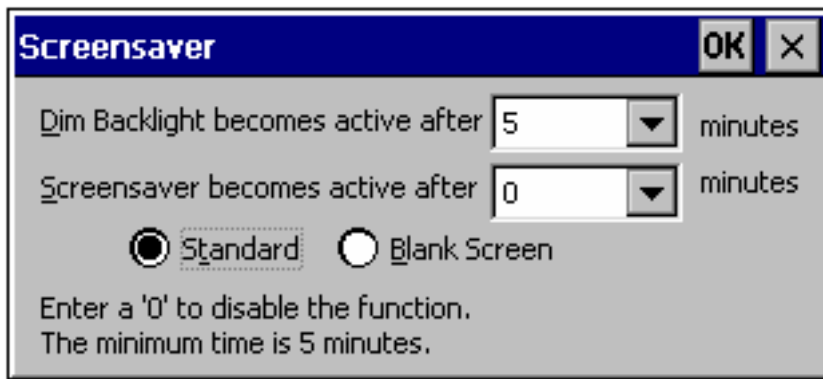 Screensaver OK ×
Dim Backlight becomes active after 5 minutes
Screensaver becomes active after 0 minutes
Standard Blank Screen
Enter a '0' to disable the function.
The minimum time is 5 minutes.